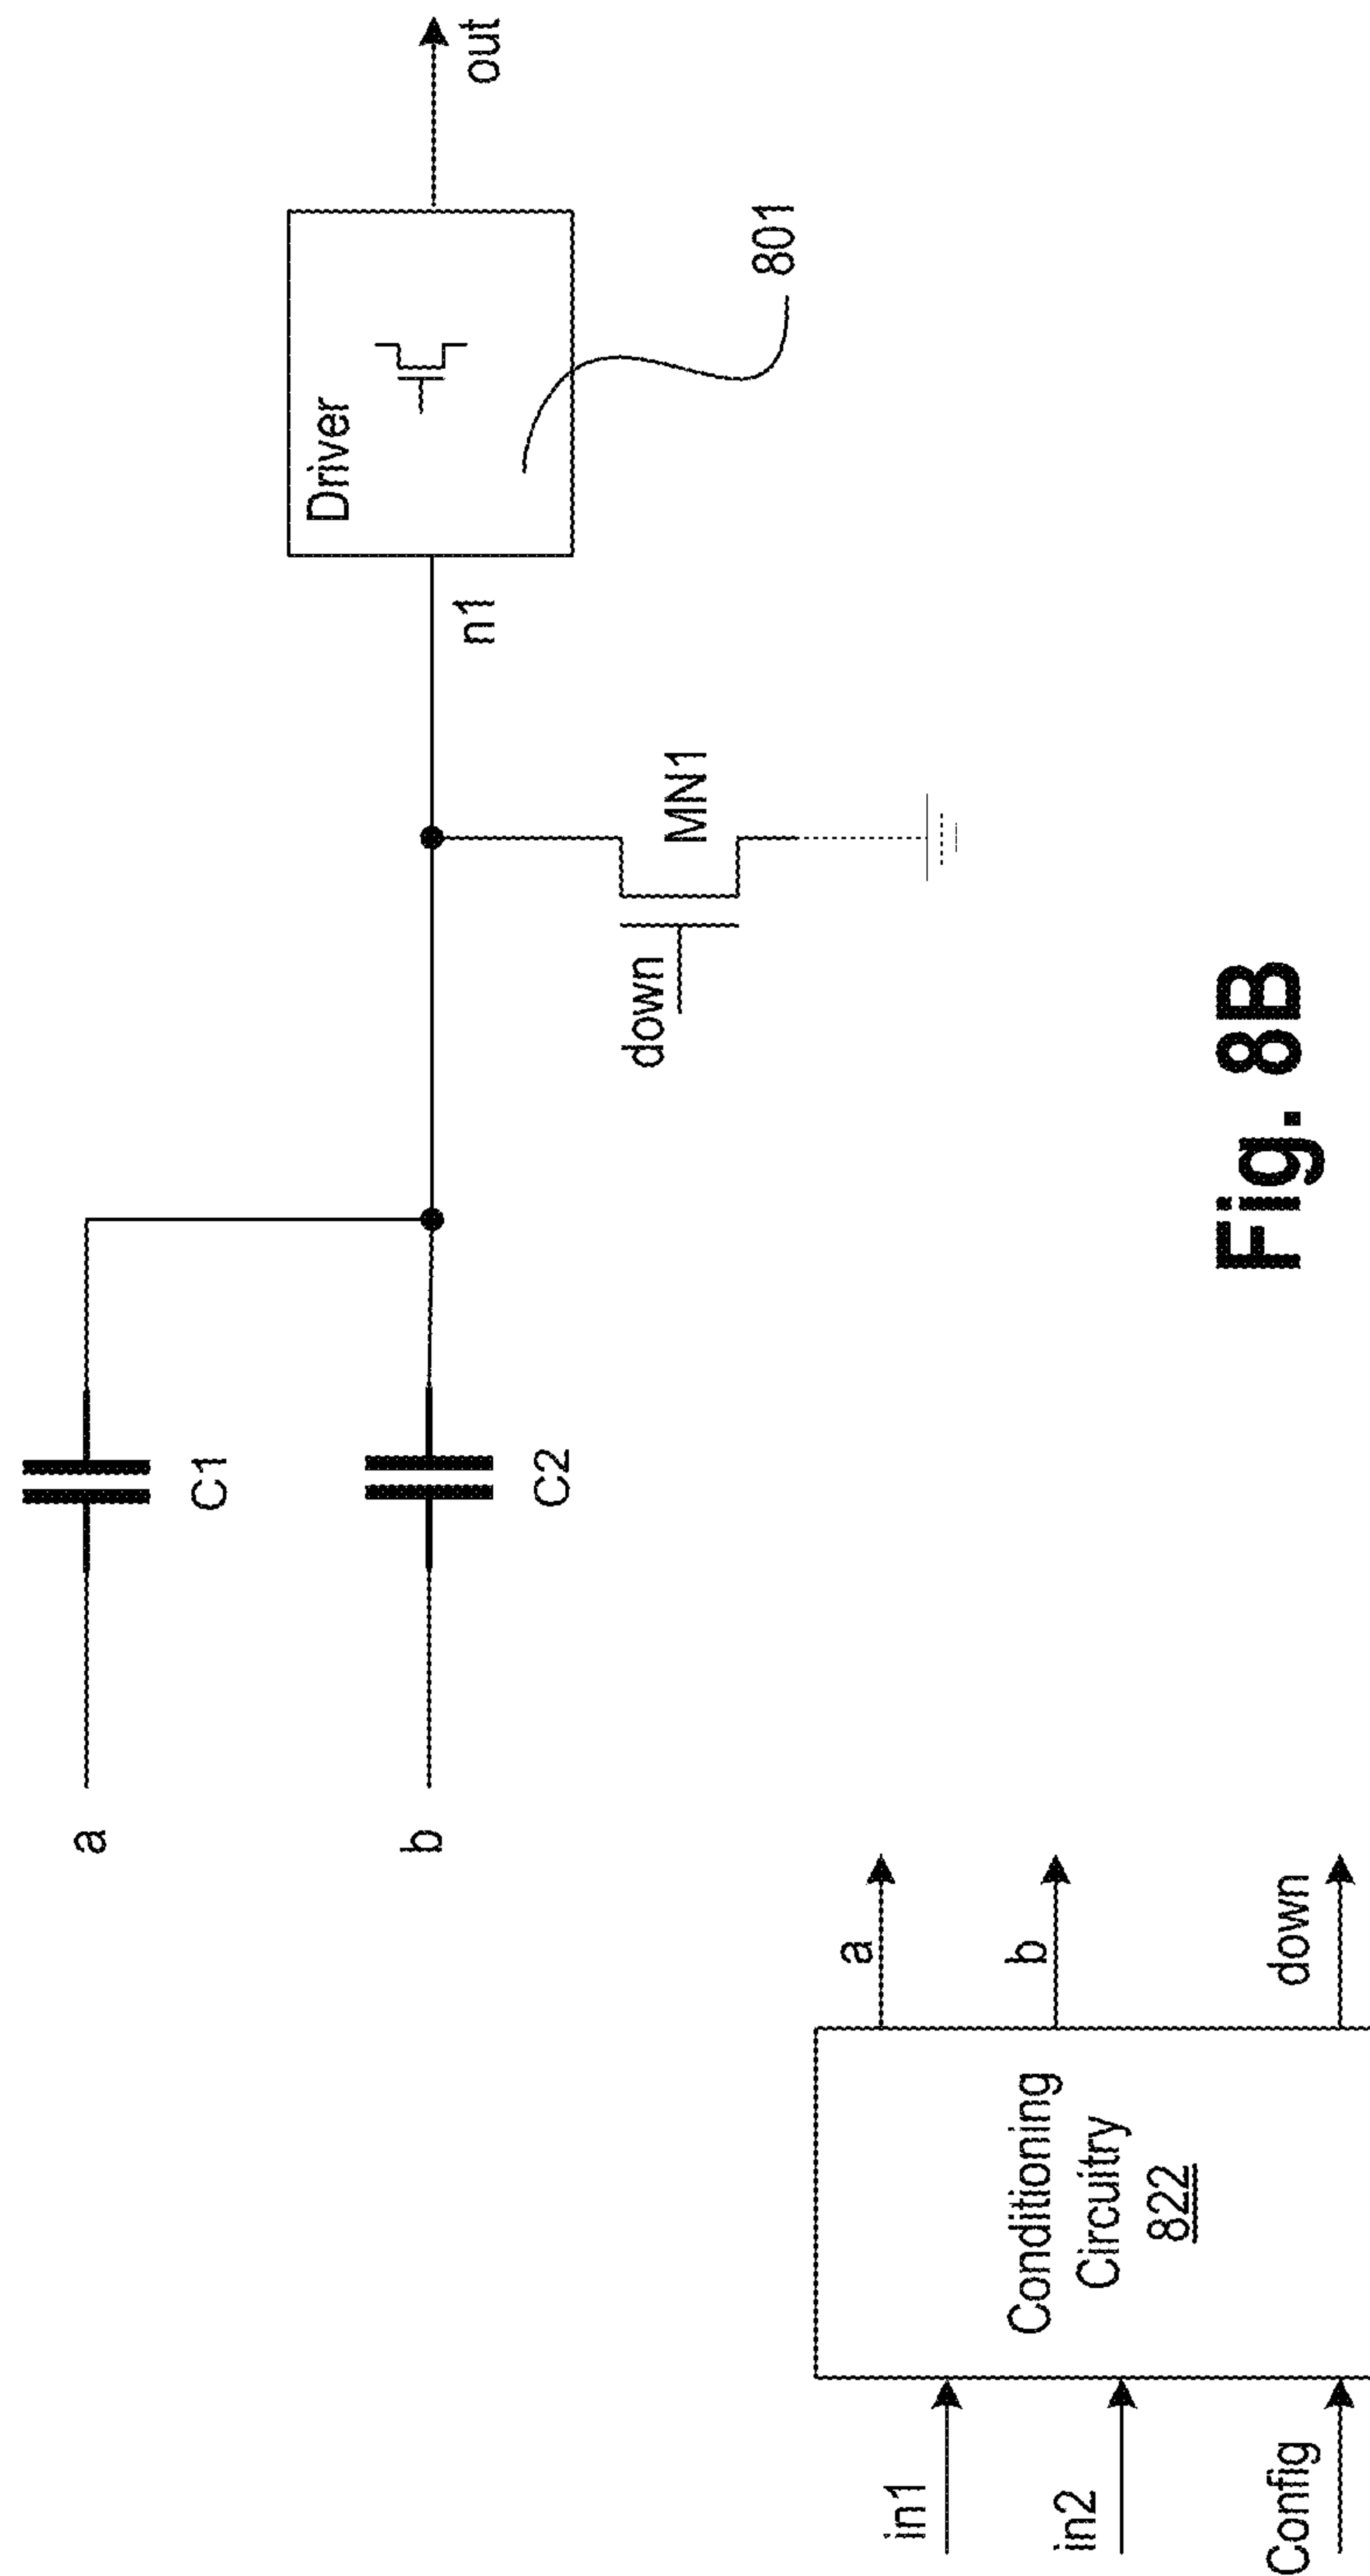 a
C1
b
C2
Driver
out
n1
801
down
MN1
in1
in2
Config
Conditioning
Circuitry
822
a
b
down
Fig. 8B